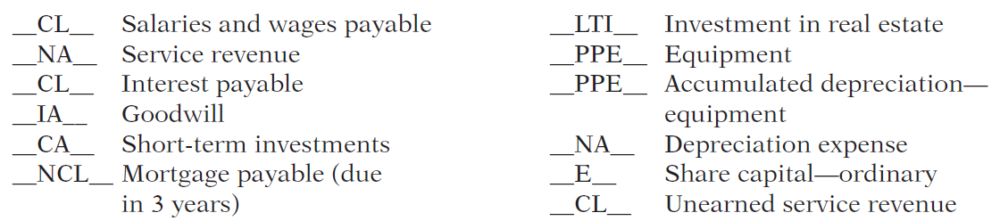 __CL__ Salaries and wages payable
__NA__ Service revenue
__CL__ Interest payable
__IA__ Goodwill
__CA__ Short-term investments
__NCL__ Mortgage payable (due
in 3 years)
__LTI__ Investment in real estate
__PPE__ Equipment
__PPE__ Accumulated depreciation—
equipment
__NA__ Depreciation expense
__E__ Share capital—ordinary
__CL__ Unearned service revenue